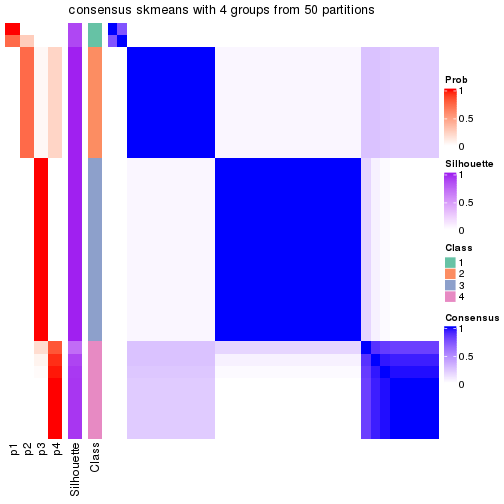 consensus skmeans with 4 groups from 50 partitions
Prob
1
0.5
0
Silhouette
1
0.5
0
Class
1
2
3
4
Consensus
1
0.5
0
p1
p2
p3
p4
Silhouette
Class